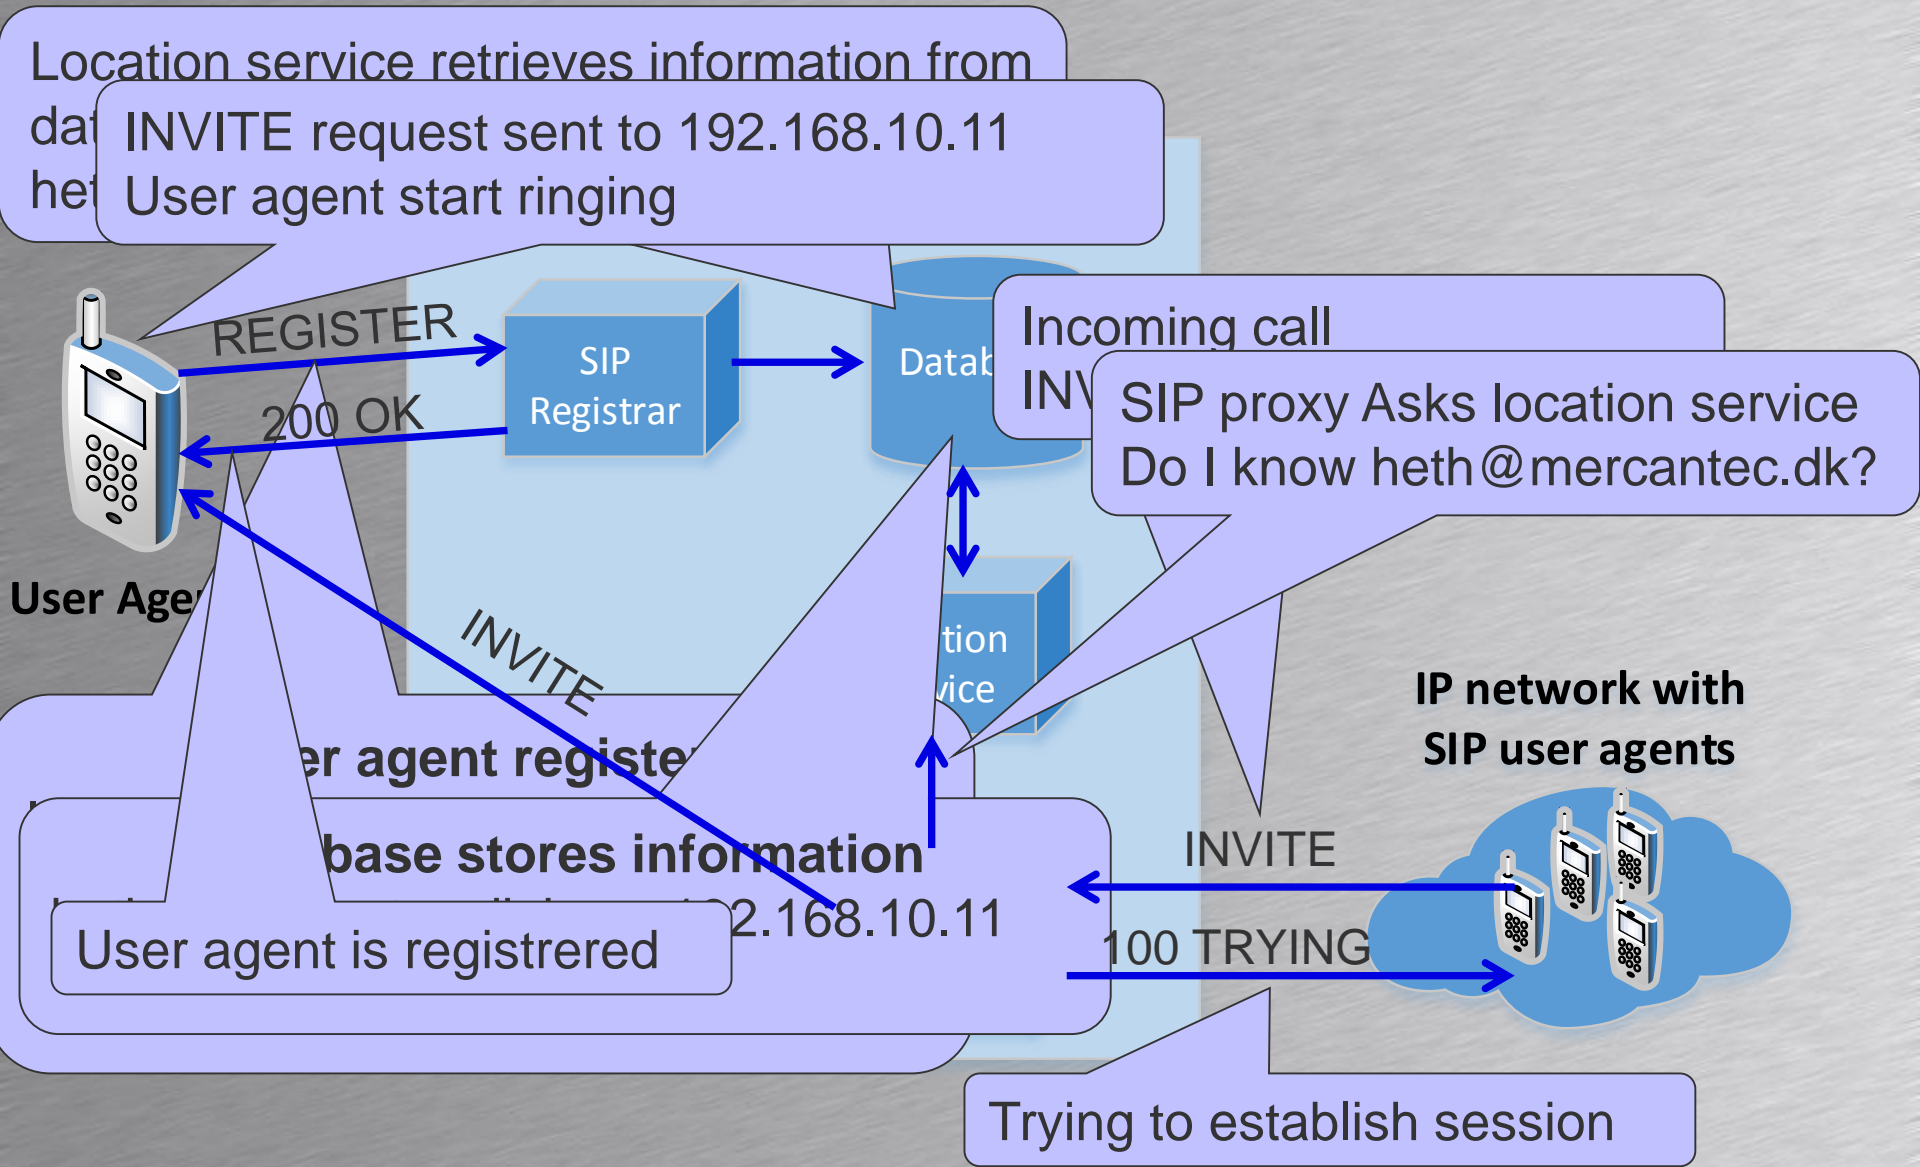 Location service retrieves information from
INVITE request sent to 192.168.10.11
User agent start ringing
REGISTER
200 OK
SIP
Registrar
Incoming call
SIP proxy Asks location service
Do I know heth@mercantec.dk?
User
INVITE
IP network with
SIP user agents
agent
stores information
192.168.10.11
User agent is registrered
INVITE
100 TRYING
Trying to establish session